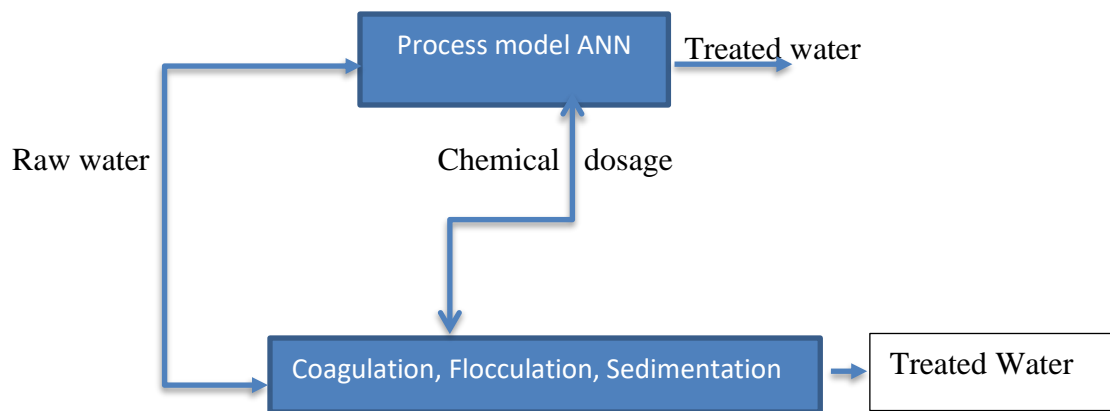 Process model ANN
Treated water
Raw water
Chemical dosage
Coagulation, Flocculation, Sedimentation
Treated Water